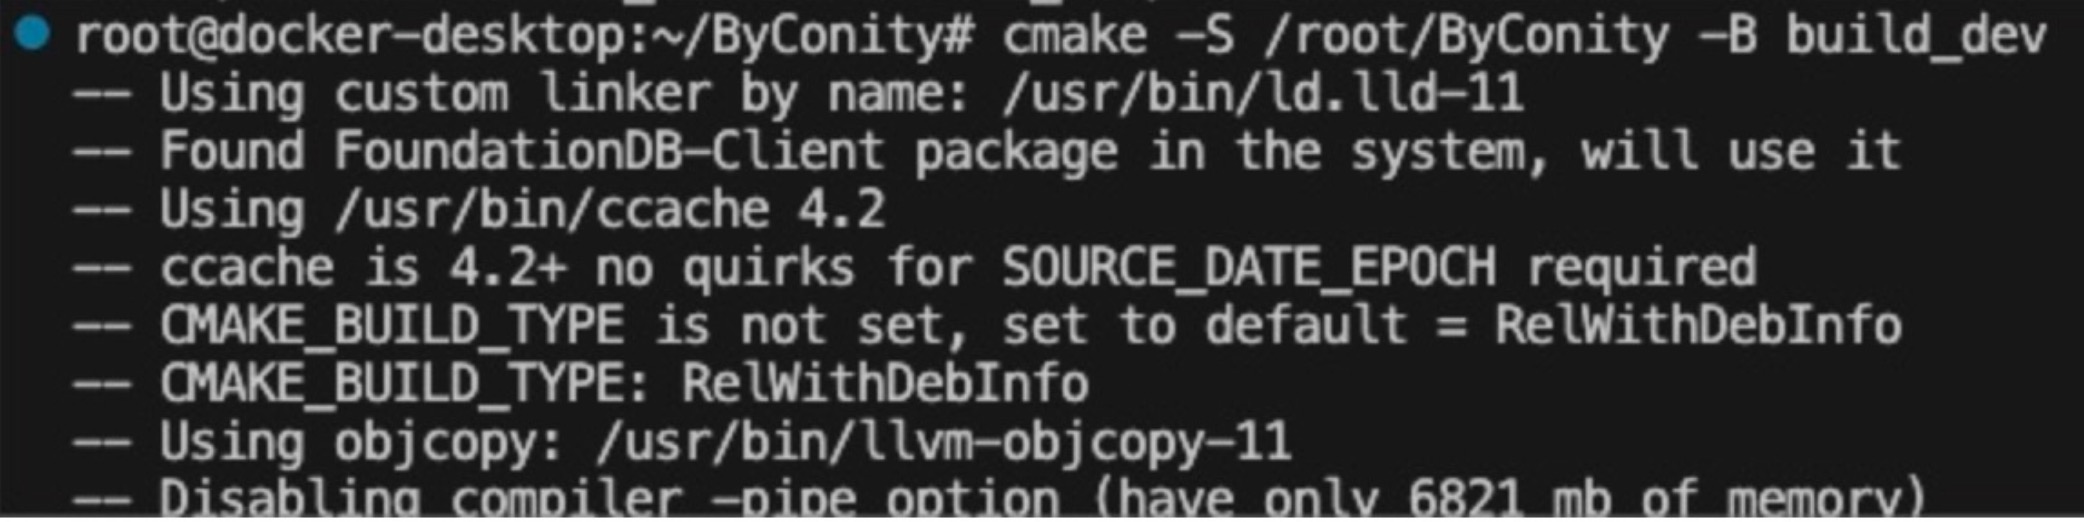 root@docker-desktop:~/ByConity# cmake -S /root/ByConity -B build_dev
-- Using custom linker by name: /usr/bin/ld.lld-11
-- Found FoundationDB-Client package in the system, will use it
-- Using /usr/bin/ccache 4.2
-- ccache is 4.2+ no quirks for SOURCE_DATE_EPOCH required
-- CMAKE_BUILD_TYPE is not set, set to default = RelWithDebInfo
-- CMAKE_BUILD_TYPE: RelWithDebInfo
-- Using objcopy: /usr/bin/llvm-objcopy-11
-- Disabling compiler -pipe option (have only 6821 mb of memory)